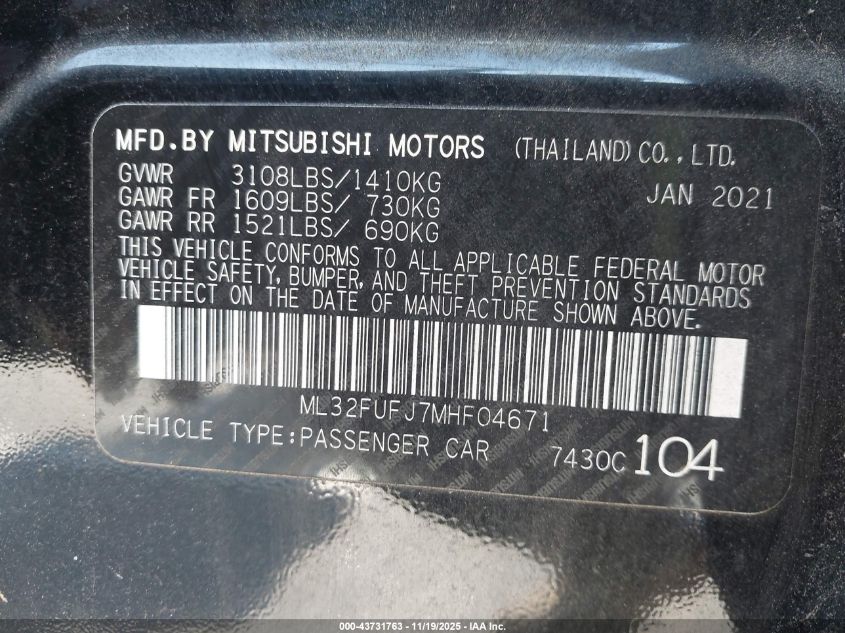 MFD.BY MITSUBISHI MOTORS (THAILAND) CO., LTD.
GVWR 3108LBS/1410KG JAN 2021
GAWR FR 1609LBS/ 730KG
GAWR RR 1521LBS/ 690KG
THIS VEHICLE CONFORMS TO ALL APPLICABLE FEDERAL MOTOR
VEHICLE SAFETY, BUMPER, AND THEFT PREVENTION STANDARDS
IN EFFECT ON THE DATE OF MANUFACTURE SHOWN ABOVE.
ML32FUFJ7MHF04671
VEHICLE TYPE:PASSENGER CAR 7430C 104
000-43731763 - 11/19/2025 - IAA Inc.